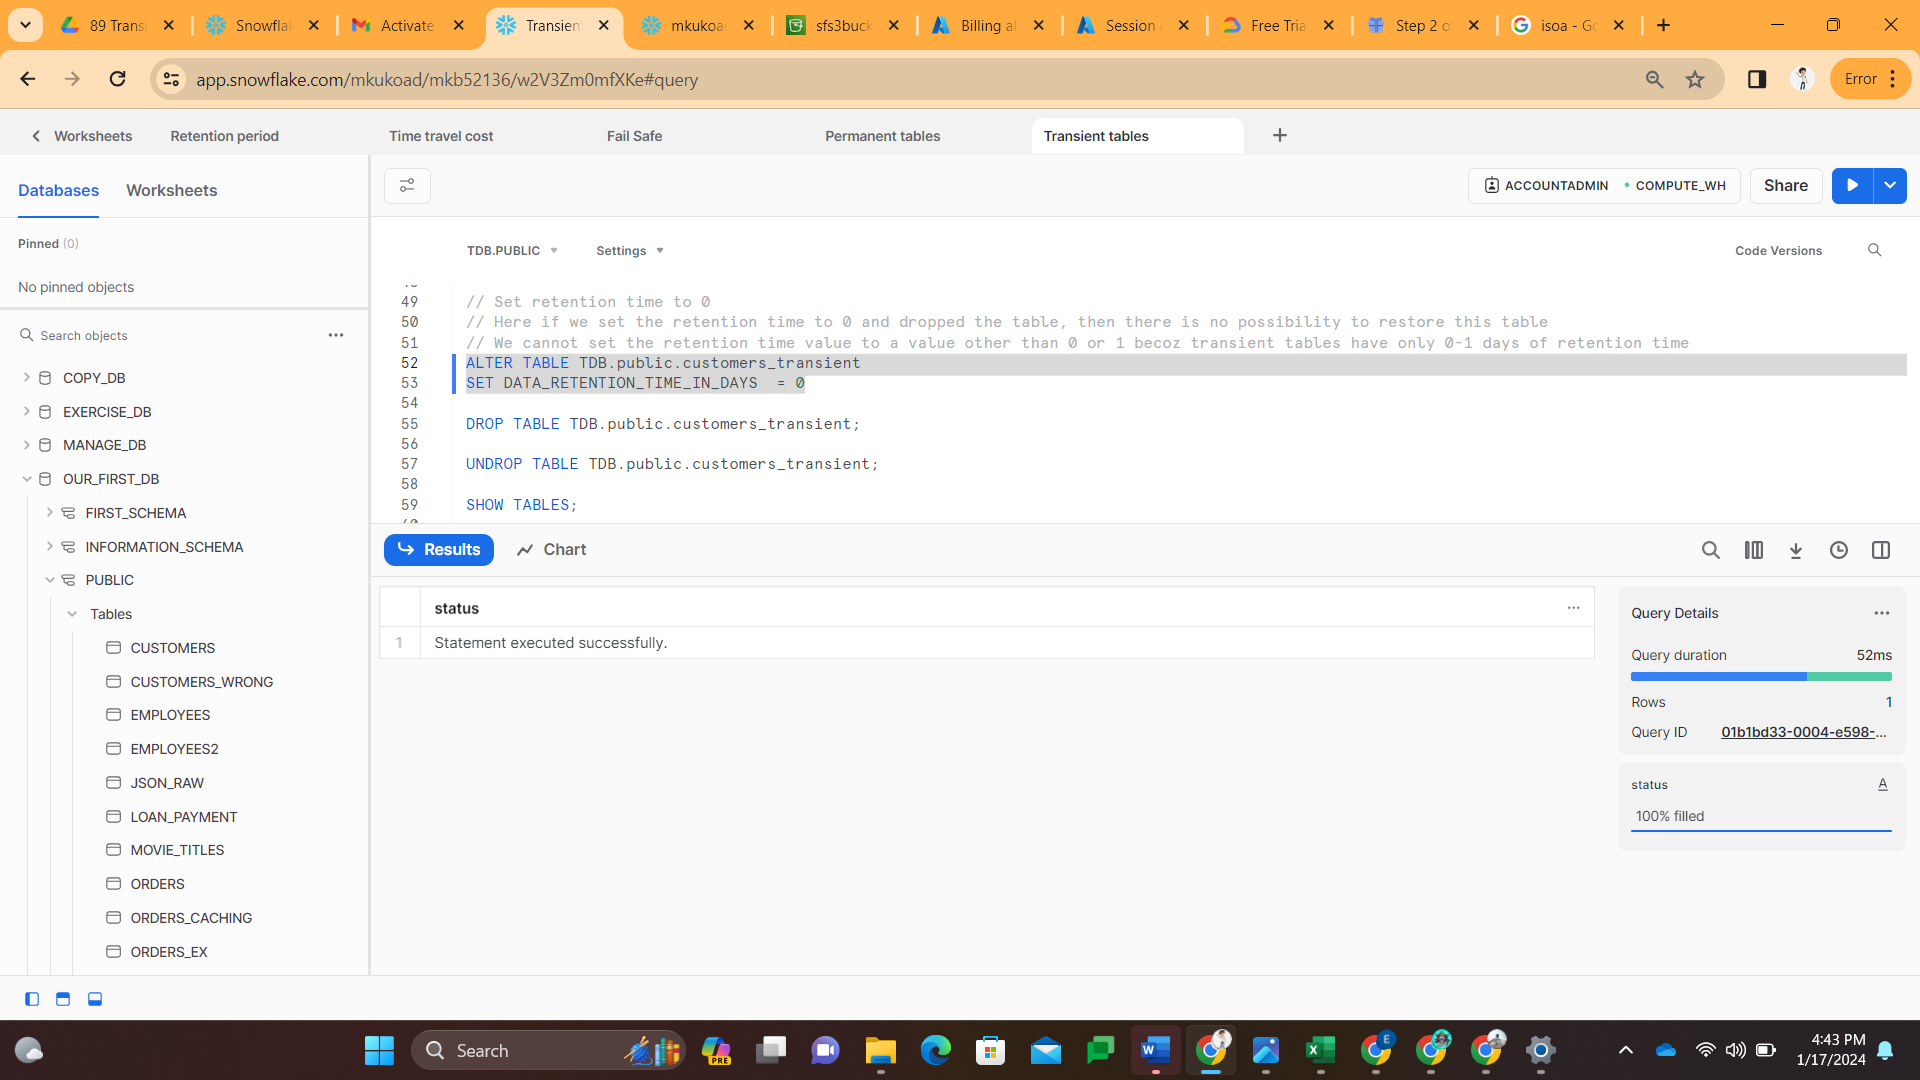 89 Transi
Snowflak
Activate
Transien
mkukoad
sfs3buck
Billing al
Session
Free Tria
Step 2 o
isoa - Go
app.snowflake.com/mkukoad/mkb52136/w2V3Zm0mfXKe#query
Error
Worksheets
Retention period
Time travel cost
Fail Safe
Permanent tables
Transient tables
Databases
Worksheets
ACCOUNTADMIN
COMPUTE_WH
Share
Pinned (0)
No pinned objects
TDB.PUBLIC
Settings
Code Versions
Search objects
COPY_DB
EXERCISE_DB
MANAGE_DB
OUR_FIRST_DB
FIRST_SCHEMA
INFORMATION_SCHEMA
PUBLIC
Tables
CUSTOMERS
CUSTOMERS_WRONG
EMPLOYEES
EMPLOYEES2
JSON_RAW
LOAN_PAYMENT
MOVIE_TITLES
ORDERS
ORDERS_CACHING
ORDERS_EX
49 // Set retention time to 0
50 // Here if we set the retention time to 0 and dropped the table, then there is no possibility to restore this table
51 // We cannot set the retention time value to a value other than 0 or 1 becoz transient tables have only 0-1 days of retention time
52 ALTER TABLE TDB.public.customers_transient
53 SET DATA_RETENTION_TIME_IN_DAYS  = 0
54
55 DROP TABLE TDB.public.customers_transient;
56
57 UNDROP TABLE TDB.public.customers_transient;
58
59 SHOW TABLES;
Results
Chart
status
1 Statement executed successfully.
Query Details
Query duration 52ms
Rows 1
Query ID 01b1bd33-0004-e598-...
status A
100% filled
Search
PRE
E
4:43 PM
1/17/2024